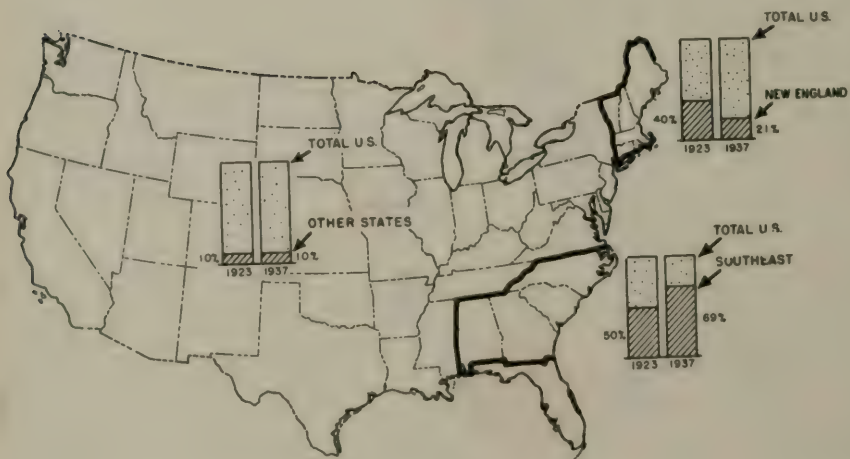 TOTAL U.S.
NEW ENGLAND
40%
21%
1923 1937
TOTAL U.S.
OTHER STATES
10%
10%
1923 1937
TOTAL U.S.
SOUTHEAST
50%
69%
1923 1937